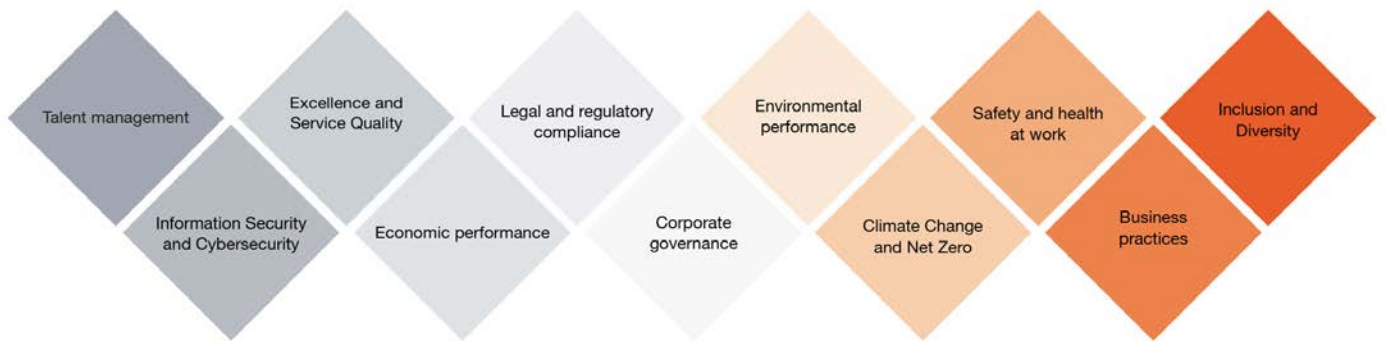 Talent management
Information Security
and Cybersecurity
Excellence and
Service Quality
Economic performance
Legal and regulatory
compliance
Corporate
governance
Environmental
performance
Climate Change
and Net Zero
Safety and health
at work
Business
practices
Inclusion and
Diversity